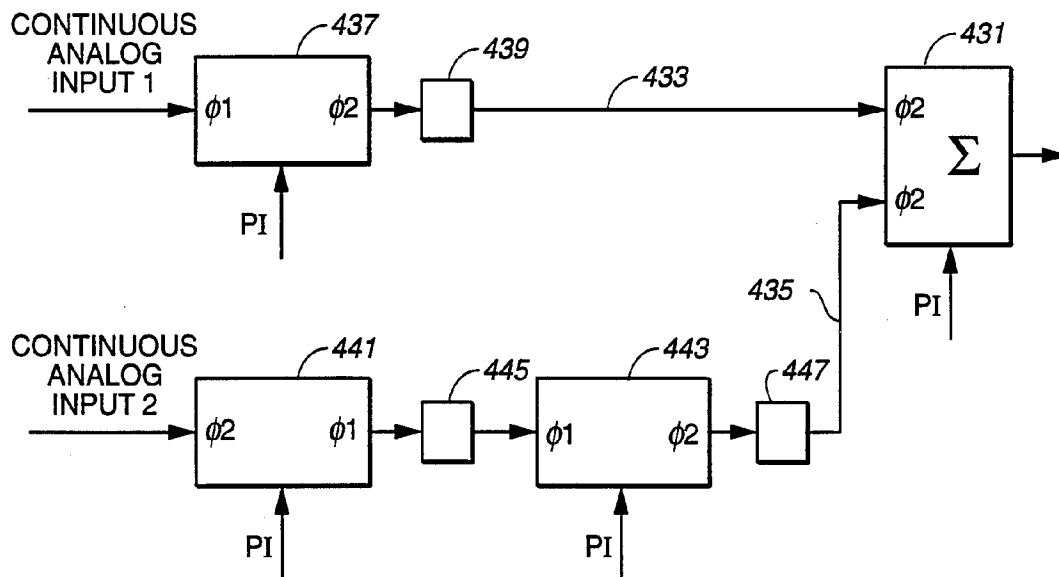 CONTINUOUS
ANALOG
INPUT 1
437
439
433
431
ϕ1
ϕ2
ϕ2
Σ
ϕ2
PI
PI
435
CONTINUOUS
ANALOG
INPUT 2
441
445
443
447
ϕ2
ϕ1
ϕ1
ϕ2
PI
PI